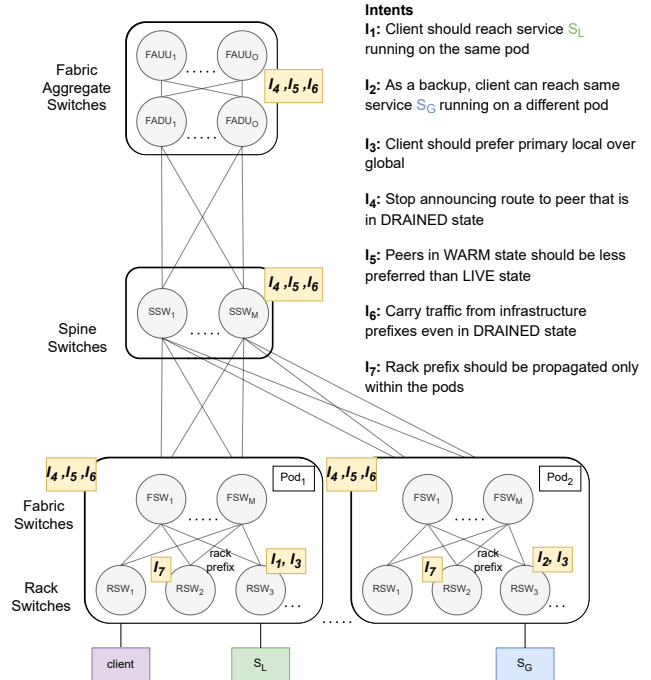 Intents
I1: Client should reach service SL
running on the same pod
I2: As a backup, client can reach same
service SG running on a different pod
I3: Client should prefer primary local over
global
I4: Stop announcing route to peer that is
in DRAINED state
I5: Peers in WARM state should be less
preferred than LIVE state
I6: Carry traffic from infrastructure
prefixes even in DRAINED state
I7: Rack prefix should be propagated only
within the pods
Fabric
Aggregate
Switches
FAUU1 ..... FAUUO
I4 ,I5 ,I6
FADU1 ..... FADUO
Spine
Switches
I4 ,I5 ,I6
SSW1 ..... SSWM
I4 ,I5 ,I6
Pod1
Fabric
Switches
FSW1 ..... FSWM
rack
prefix
I7
I1, I3
Rack
Switches
RSW1 RSW2 RSW3 ...
I4 ,I5 ,I6
Pod2
FSW1 ..... FSWM
rack
prefix
I7
I2, I3
RSW1 RSW2 RSW3 ...
.....
client
SL
SG